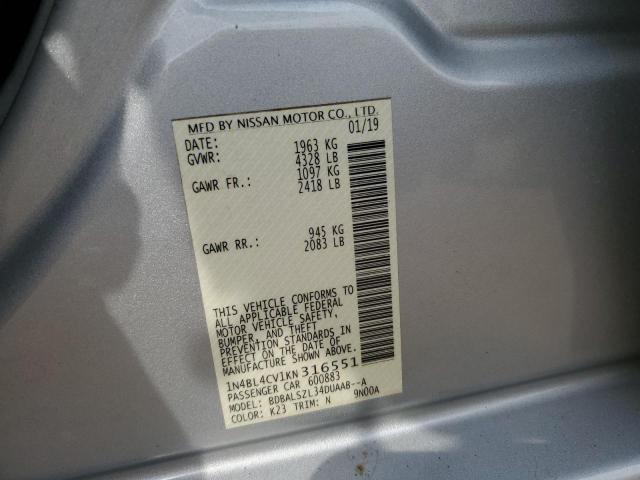 MFD BY NISSAN MOTOR CO., LTD.
DATE: 01/19
GVWR: 1963 KG
4328 LB
GAWR FR.: 1097 KG
2418 LB
GAWR RR.: 945 KG
2083 LB
THIS VEHICLE CONFORMS TO
ALL APPLICABLE FEDERAL
MOTOR VEHICLE SAFETY,
BUMPER, AND THEFT
PREVENTION STANDARDS IN
EFFECT ON THE DATE OF
MANUFACTURE SHOWN ABOVE.
1N4BL4CV1KN316551
PASSENGER CAR 600883
MODEL: BDBALSZL34DUAAB--A
COLOR: K23 TRIM: N 9N00A